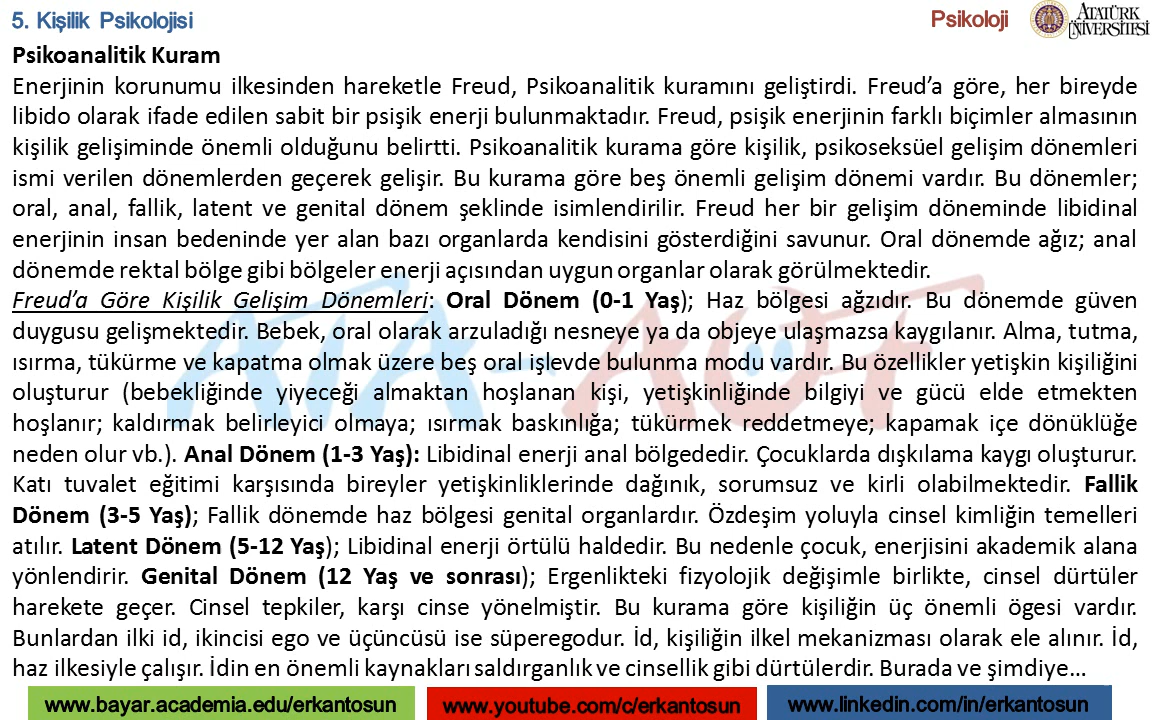 5. Kişilik Psikolojisi
Psikoloji
ATATÜRK
ÜNİVERSİTESİ
Psikoanalitik Kuram
Enerjinin korunumu ilkesinden hareketle Freud, Psikoanalitik kuramını geliştirdi. Freud’a göre, her bireyde
libido olarak ifade edilen sabit bir psişik enerji bulunmaktadır. Freud, psişik enerjinin farklı biçimler almasının
kişilik gelişiminde önemli olduğunu belirtti. Psikoanalitik kurama göre kişilik, psikoseksüel gelişim dönemleri
ismi verilen dönemlerden geçerek gelişir. Bu kurama göre beş önemli gelişim dönemi vardır. Bu dönemler;
oral, anal, fallik, latent ve genital dönem şeklinde isimlendirilir. Freud her bir gelişim döneminde libidinal
enerjinin insan bedeninde yer alan bazı organlarda kendisini gösterdiğini savunur. Oral dönemde ağız; anal
dönemde rektal bölge gibi bölgeler enerji açısından uygun organlar olarak görülmektedir.
Freud’a Göre Kişilik Gelişim Dönemleri: Oral Dönem (0-1 Yaş); Haz bölgesi ağzıdır. Bu dönemde güven
duygusu gelişmektedir. Bebek, oral olarak arzuladığı nesneye ya da objeye ulaşmazsa kaygılanır. Alma, tutma,
ısırma, tükürme ve kapatma olmak üzere beş oral işlevde bulunma modu vardır. Bu özellikler yetişkin kişiliğini
oluşturur (bebekliğinde yiyeceği almaktan hoşlanan kişi, yetişkinliğinde bilgiyi ve gücü elde etmekten
hoşlanır; kaldırmak belirleyici olmaya; ısırmak baskınlığa; tükürmek reddetmeye; kapamak içe dönüklüğe
neden olur vb.). Anal Dönem (1-3 Yaş): Libidinal enerji anal bölgededir. Çocuklarda dışkılama kaygı oluşturur.
Katı tuvalet eğitimi karşısında bireyler yetişkinliklerinde dağınık, sorumsuz ve kirli olabilmektedir. Fallik
Dönem (3-5 Yaş); Fallik dönemde haz bölgesi genital organlardır. Özdeşim yoluyla cinsel kimliğin temelleri
atılır. Latent Dönem (5-12 Yaş); Libidinal enerji örtülü haldedir. Bu nedenle çocuk, enerjisini akademik alana
yönlendirir. Genital Dönem (12 Yaş ve sonrası); Ergenlikteki fizyolojik değişimle birlikte, cinsel dürtüler
harekete geçer. Cinsel tepkiler, karşı cinse yönelmiştir. Bu kurama göre kişiliğin üç önemli ögesi vardır.
Bunlardan ilki id, ikincisi ego ve üçüncüsü ise süperegodur. İd, kişiliğin ilkel mekanizması olarak ele alınır. İd,
haz ilkesiyle çalışır. İdin en önemli kaynakları saldırganlık ve cinsellik gibi dürtülerdir. Burada ve şimdiye...
ATA-AÖF
www.bayar.academia.edu/erkantosun
www.youtube.com/c/erkantosun
www.linkedin.com/in/erkantosun